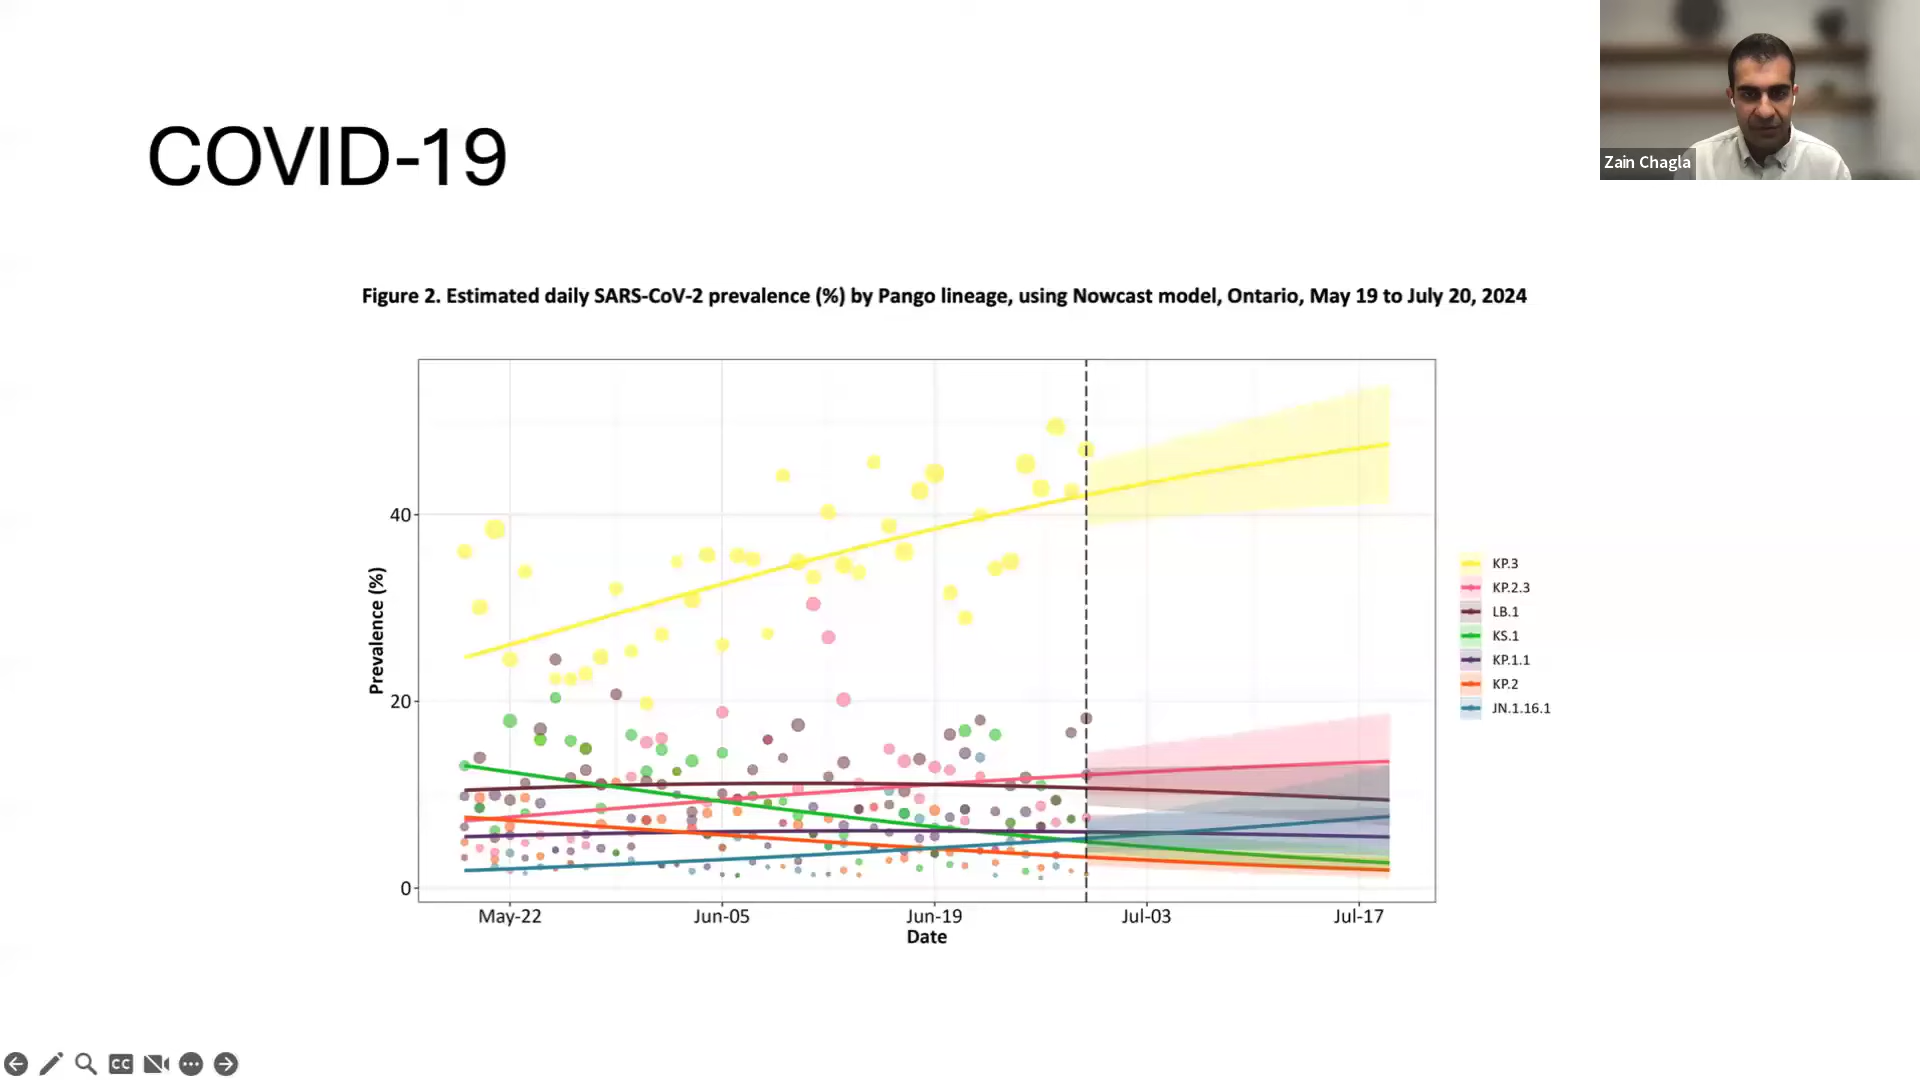 COVID-19
Zain Chagla
Figure 2. Estimated daily SARS-CoV-2 prevalence (%) by Pango lineage, using Nowcast model, Ontario, May 19 to July 20, 2024
Prevalence (%)
40
20
0
May-22
Jun-05
Jun-19
Jul-03
Jul-17
Date
KP.3
KP.2.3
LB.1
KS.1
KP.1.1
KP.2
JN.1.16.1
CC